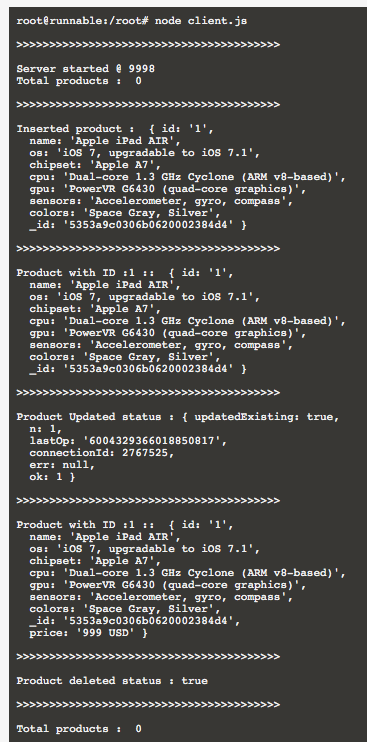 root@runnable:/root# node client.js
>>>>>>>>>>>>>>>>>>>>>>>>>>>>>>>>>>>>>>>>
Server started @ 9998
Total products :  0
>>>>>>>>>>>>>>>>>>>>>>>>>>>>>>>>>>>>>>>>
Inserted product :  { id: '1',
  name: 'Apple iPad AIR',
  os: 'iOS 7, upgradable to iOS 7.1',
  chipset: 'Apple A7',
  cpu: 'Dual-core 1.3 GHz Cyclone (ARM v8-based)',
  gpu: 'PowerVR G6430 (quad-core graphics)',
  sensors: 'Accelerometer, gyro, compass',
  colors: 'Space Gray, Silver',
  _id: '5353a9c0306b0620002384d4' }
>>>>>>>>>>>>>>>>>>>>>>>>>>>>>>>>>>>>>>>>
Product with ID :1 ::  { id: '1',
  name: 'Apple iPad AIR',
  os: 'iOS 7, upgradable to iOS 7.1',
  chipset: 'Apple A7',
  cpu: 'Dual-core 1.3 GHz Cyclone (ARM v8-based)',
  gpu: 'PowerVR G6430 (quad-core graphics)',
  sensors: 'Accelerometer, gyro, compass',
  colors: 'Space Gray, Silver',
  _id: '5353a9c0306b0620002384d4' }
>>>>>>>>>>>>>>>>>>>>>>>>>>>>>>>>>>>>>>>>
Product Updated status : { updatedExisting: true,
  n: 1,
  lastOp: '6004329366018850817',
  connectionId: 2767525,
  err: null,
  ok: 1 }
>>>>>>>>>>>>>>>>>>>>>>>>>>>>>>>>>>>>>>>>
Product with ID :1 ::  { id: '1',
  name: 'Apple iPad AIR',
  os: 'iOS 7, upgradable to iOS 7.1',
  chipset: 'Apple A7',
  cpu: 'Dual-core 1.3 GHz Cyclone (ARM v8-based)',
  gpu: 'PowerVR G6430 (quad-core graphics)',
  sensors: 'Accelerometer, gyro, compass',
  colors: 'Space Gray, Silver',
  _id: '5353a9c0306b0620002384d4',
  price: '999 USD' }
>>>>>>>>>>>>>>>>>>>>>>>>>>>>>>>>>>>>>>>>
Product deleted status : true
>>>>>>>>>>>>>>>>>>>>>>>>>>>>>>>>>>>>>>>>
Total products :  0